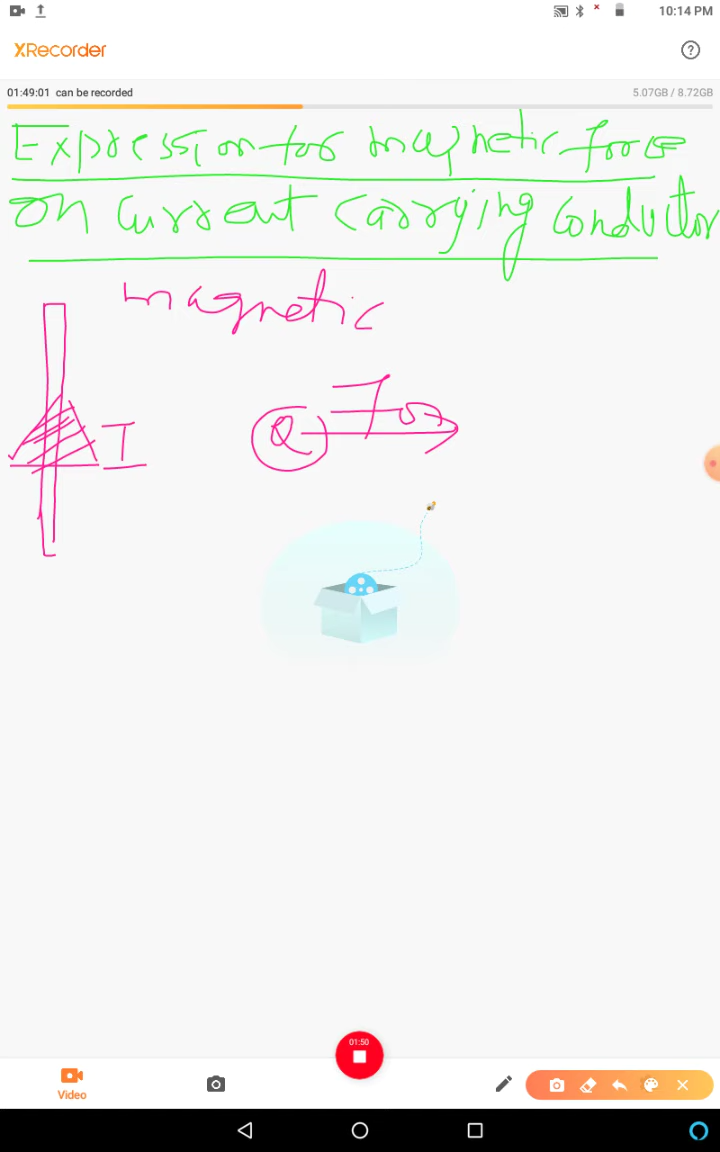 10:14 PM
XRecorder
01:49:01 can be recorded
5.07GB / 8.72GB
Expression for magnetic force
on current carrying conductor
magnetic
I
Q
For
01:50
Video